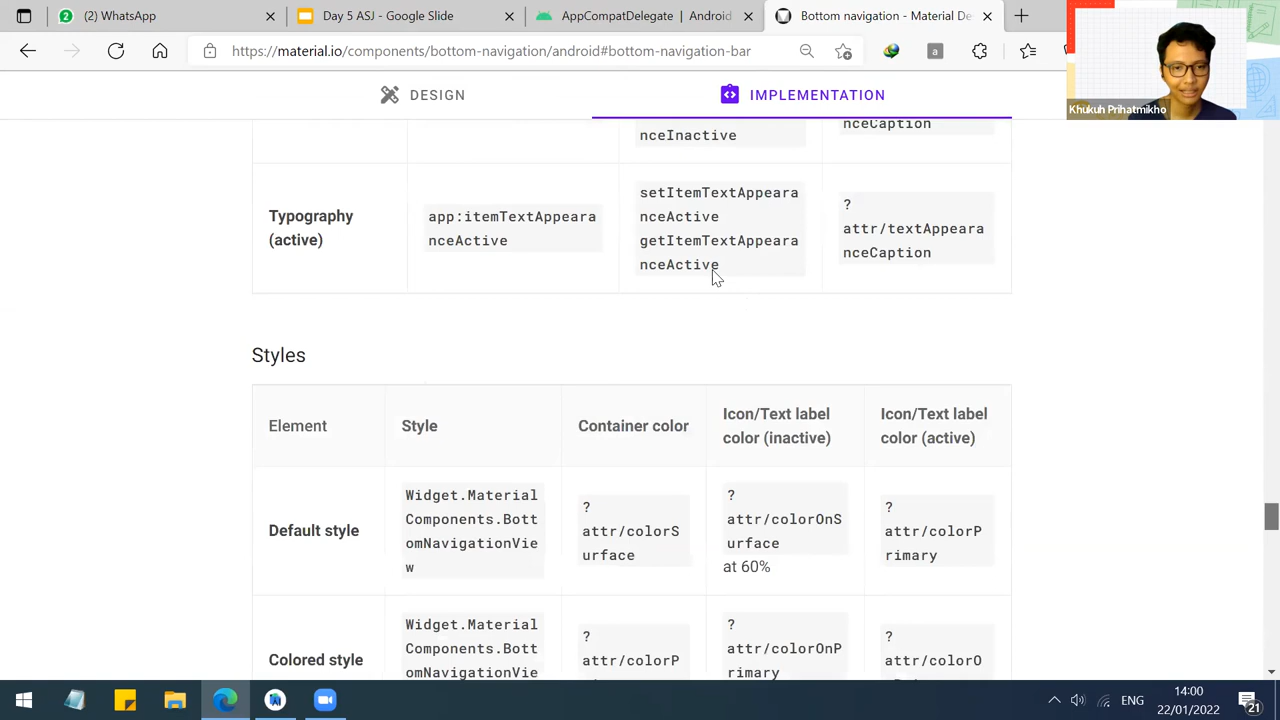 WhatsApp
Day 5 Act - Google Slide
AppCompatDelegate | Android
Bottom navigation - Material De
https://material.io/components/bottom-navigation/android#bottom-navigation-bar
a
Khukuh Prihatmikho
DESIGN
IMPLEMENTATION
nceInactive
nceCaption
Typography
(active)
app:itemTextAppeara
nceActive
setItemTextAppeara
nceActive
getItemTextAppeara
nceActive
?
attr/textAppeara
nceCaption
Styles
Element
Style
Container color
Icon/Text label
color (inactive)
Icon/Text label
color (active)
Default style
Widget.Material
Components.Bott
omNavigationVie
w
?
attr/colorS
urface
?
attr/colorOnS
urface
at 60%
?
attr/colorP
rimary
Colored style
Widget.Material
Components.Bott
omNavigationVie
?
attr/colorP
?
attr/colorOnP
rimary
?
attr/colorO
ENG
14:00
22/01/2022
21